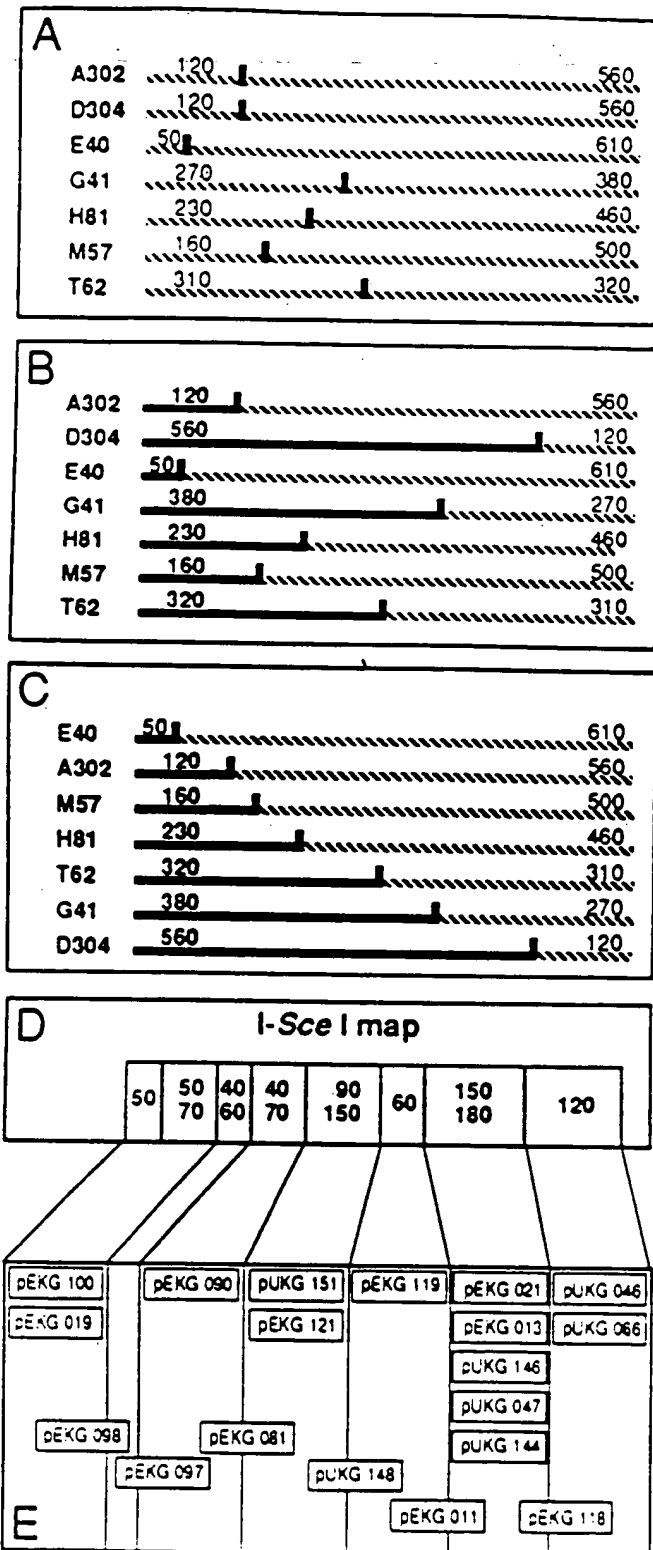 A
A302 120 560
D304 120 560
E40 50 610
G41 270 380
H81 230 460
M57 160 500
T62 310 320
B
A302 120 560
D304 560 120
E40 50 610
G41 380 270
H81 230 460
M57 160 500
T62 320 310
C
E40 50 610
A302 120 560
M57 160 500
H81 230 460
T62 320 310
G41 380 270
D304 560 120
D I-Sce I map
50 50 40 40 90 60 150 120
70 60 70 150 180
pEKG 100 pEKG 090 pUKG 151 pEKG 119 pEKG 021 pUKG 046
pEKG 019 pEKG 121 pEKG 013 pUKG 066
pUKG 146
pUKG 047
pEKG 098 pEKG 081 pUKG 144
pEKG 097 pUKG 148
E pEKG 011 pEKG 118